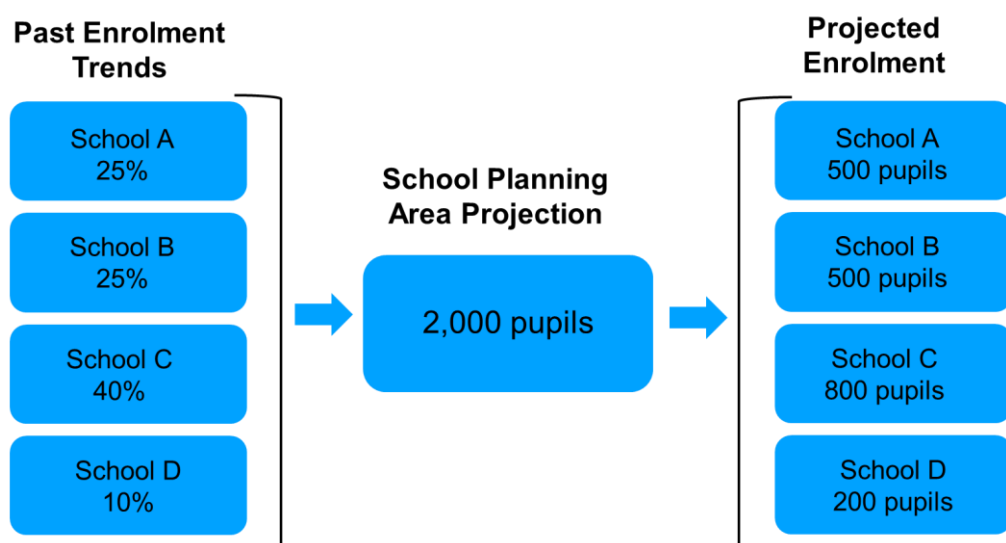 Past Enrolment
Trends
School A
25%
School B
25%
School C
40%
School D
10%
School Planning
Area Projection
2,000 pupils
Projected
Enrolment
School A
500 pupils
School B
500 pupils
School C
800 pupils
School D
200 pupils